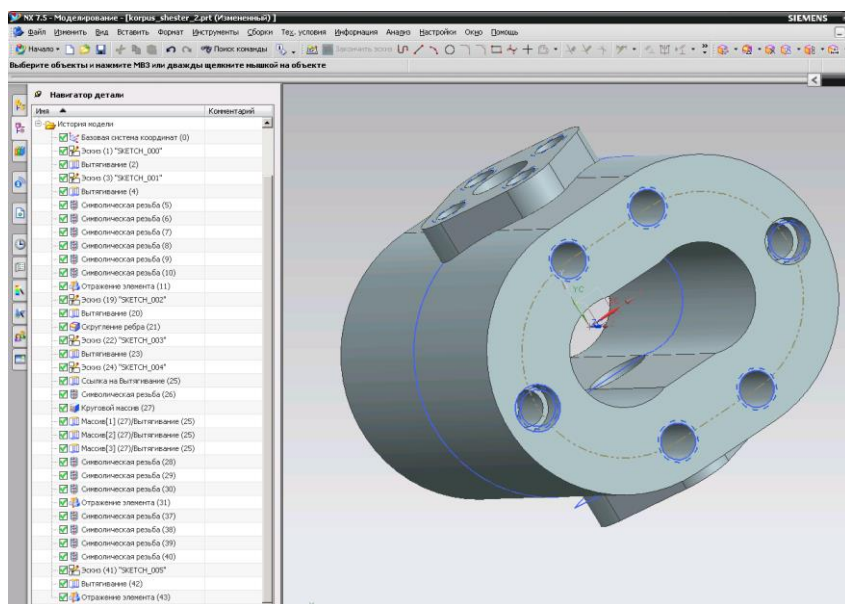 NX 7.5 - Моделирование - [korpus_shester_2.prt (Измененный) ]
SIEMENS
Файл Изменить Вид Вставить Формат Инструменты Сборки Тех. условия Информация Анализ Настройки Окно Помощь
Начало Поиск команды Закончить эскиз
Выберите объекты и нажмите МВ3 или дважды щелкните мышкой на объекте
Навигатор детали
Имя Комментарий
История модели
Базовая система координат (0)
Эскиз (1) "SKETCH_000"
Вытягивание (2)
Эскиз (3) "SKETCH_001"
Вытягивание (4)
Символическая резьба (5)
Символическая резьба (6)
Символическая резьба (7)
Символическая резьба (8)
Символическая резьба (9)
Символическая резьба (10)
Отражение элемента (11)
Эскиз (19) "SKETCH_002"
Вытягивание (20)
Скругление ребра (21)
Эскиз (22) "SKETCH_003"
Вытягивание (23)
Эскиз (24) "SKETCH_004"
Ссылка на Вытягивание (25)
Символическая резьба (26)
Круговой массив (27)
Массив[1] (27)/Вытягивание (25)
Массив[2] (27)/Вытягивание (25)
Массив[3] (27)/Вытягивание (25)
Символическая резьба (28)
Символическая резьба (29)
Символическая резьба (30)
Отражение элемента (31)
Символическая резьба (37)
Символическая резьба (38)
Символическая резьба (39)
Символическая резьба (40)
Эскиз (41) "SKETCH_005"
Вытягивание (42)
Отражение элемента (43)
YC